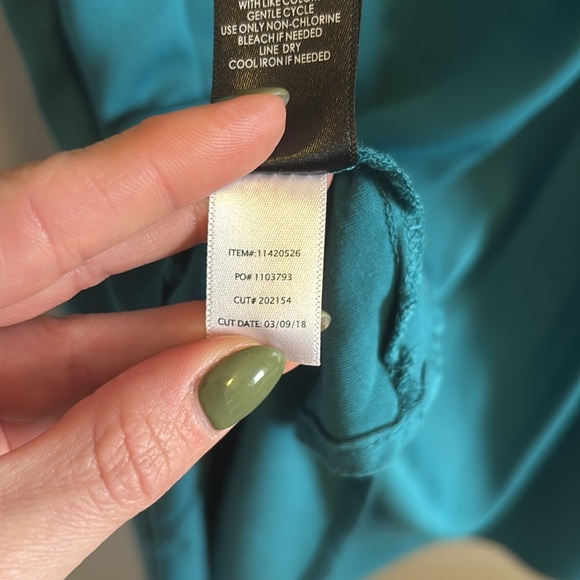 WITH LIKE COLORS
GENTLE CYCLE
USE ONLY NON-CHLORINE
BLEACH IF NEEDED
LINE DRY
COOL IRON IF NEEDED
ITEM#:11420526
PO# 1103793
CUT# 202154
CUT DATE: 03/09/18